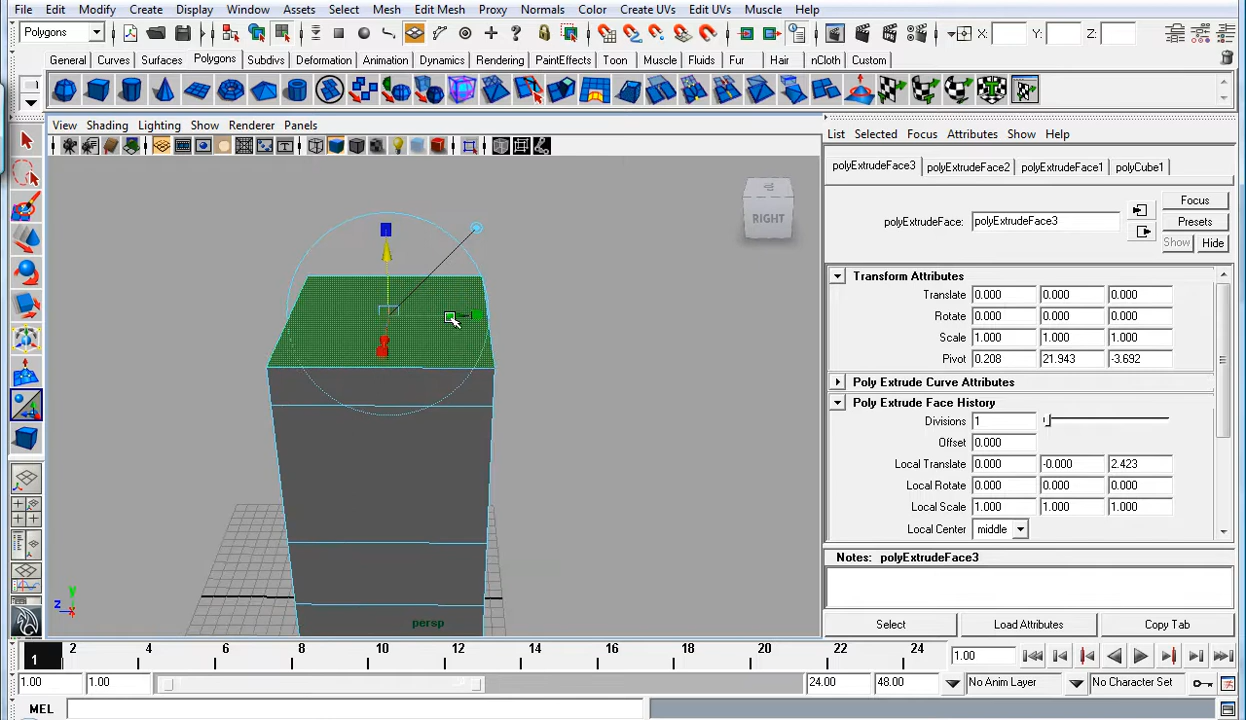 File Edit Modify Create Display Window Assets Select Mesh Edit Mesh Proxy Normals Color Create UVs Edit UVs Muscle Help
Polygons X: Y: Z:
General Curves Surfaces Polygons Subdivs Deformation Animation Dynamics Rendering PaintEffects Toon Muscle Fluids Fur Hair nCloth Custom
View Shading Lighting Show Renderer Panels
List Selected Focus Attributes Show Help
polyExtrudeFace3 polyExtrudeFace2 polyExtrudeFace1 polyCube1
RIGHT
Focus
polyExtrudeFace: polyExtrudeFace3 Presets
Show Hide
Transform Attributes
Translate 0.000 0.000 0.000
Rotate 0.000 0.000 0.000
Scale 1.000 1.000 1.000
Pivot 0.208 21.943 -3.692
Poly Extrude Curve Attributes
Poly Extrude Face History
Divisions 1
Offset 0.000
Local Translate 0.000 -0.000 2.423
Local Rotate 0.000 0.000 0.000
Local Scale 1.000 1.000 1.000
Local Center middle
Notes: polyExtrudeFace3
y
z
x
persp
Select Load Attributes Copy Tab
1 2 4 6 8 10 12 14 16 18 20 22 24 1.00
1.00 1.00 24.00 48.00 No Anim Layer No Character Set
MEL